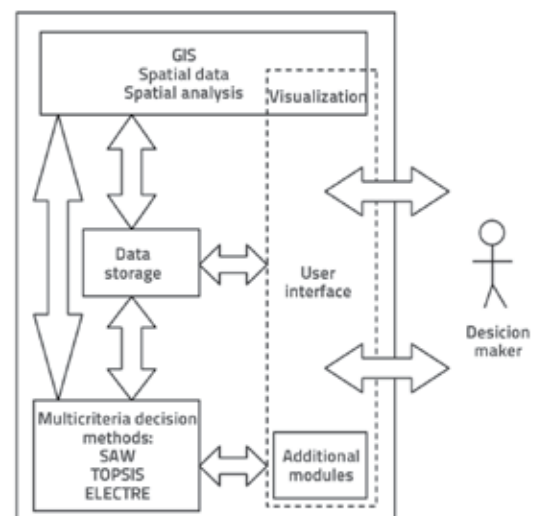 GIS
Spatial data
Spatial analysis
Visualization
Data
storage
User
interface
Desicion
maker
Multicriteria decision
methods:
SAW
TOPSIS
ELECTRE
Additional
modules